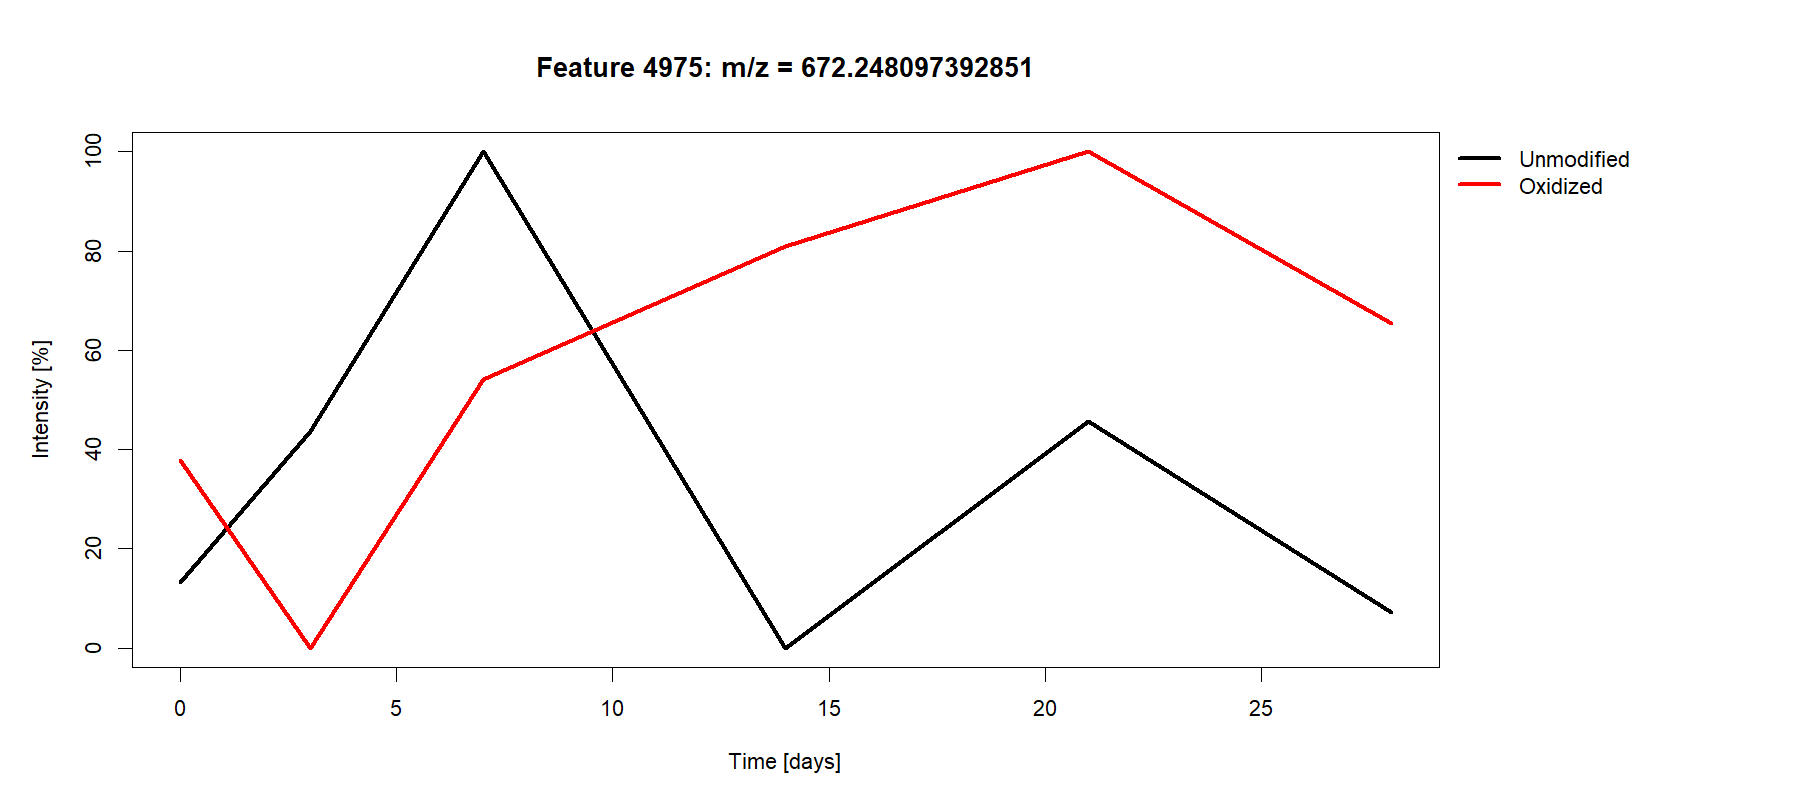 Feature 4975: m/z = 672.248097392851
Unmodified
Oxidized
Intensity [%]
100
80
60
40
20
0
0 5 10 15 20 25
Time [days]